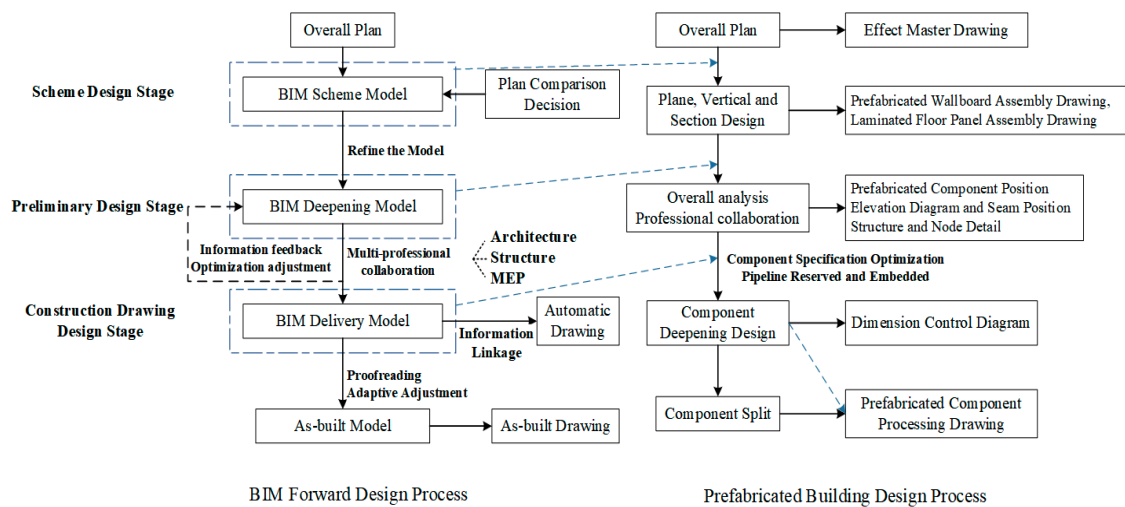 Overall Plan
Scheme Design Stage
BIM Scheme Model
Plan Comparison
Decision
Refine the Model
Preliminary Design Stage
BIM Deepening Model
Information feedback
Optimization adjustment
Multi-professional
collaboration
Architecture
Structure
MEP
Construction Drawing
Design Stage
BIM Delivery Model
Information
Linkage
Automatic
Drawing
Proofreading
Adaptive Adjustment
As-built Model
As-built Drawing
BIM Forward Design Process
Overall Plan
Effect Master Drawing
Plane, Vertical and
Section Design
Prefabricated Wallboard Assembly Drawing,
Laminated Floor Panel Assembly Drawing
Overall analysis
Professional collaboration
Prefabricated Component Position
Elevation Diagram and Seam Position
Structure and Node Detail
Component Specification Optimization
Pipeline Reserved and Embedded
Component
Deepening Design
Dimension Control Diagram
Component Split
Prefabricated Component
Processing Drawing
Prefabricated Building Design Process